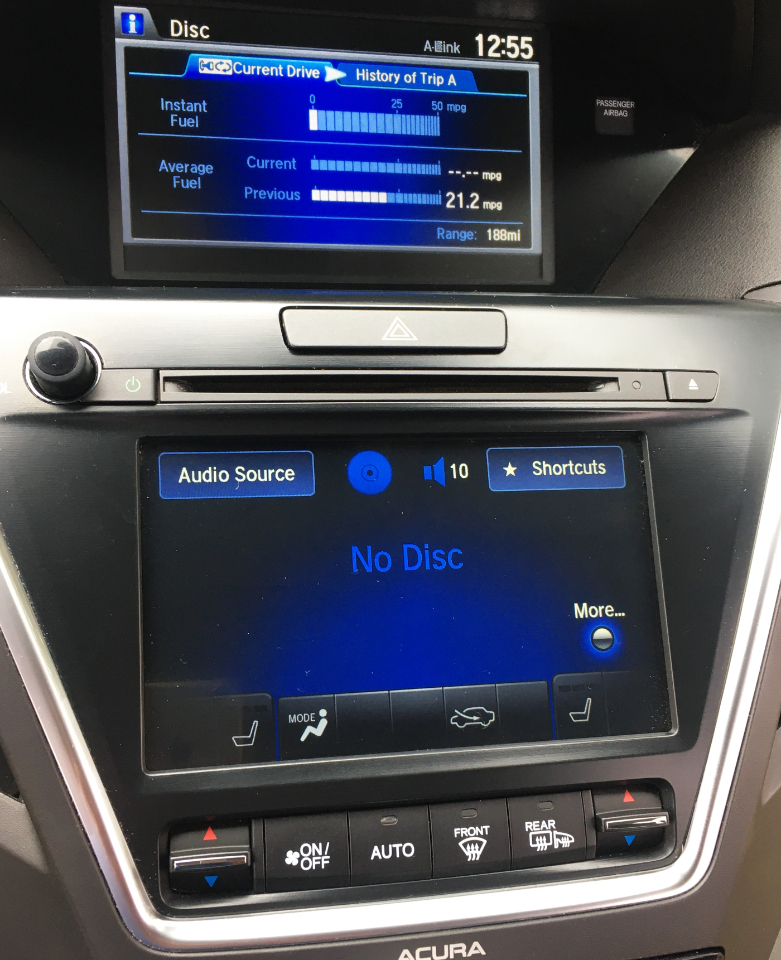 Disc
A-Link 12:55
Current Drive
History of Trip A
0 25 50 mpg
Instant
Fuel
Average
Fuel
Current --.-- mpg
Previous 21.2 mpg
Range: 188mi
PASSENGER
AIRBAG
Audio Source
10
Shortcuts
No Disc
More...
MODE
ON/
OFF
AUTO
FRONT
REAR
ACURA